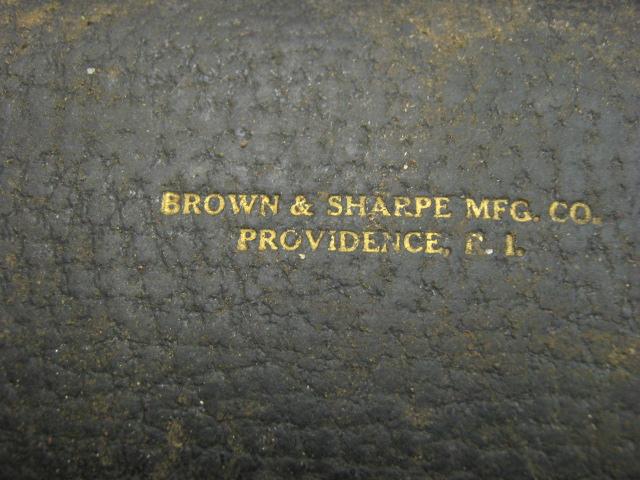 BROWN & SHARPE MFG. CO.
PROVIDENCE, R. I.